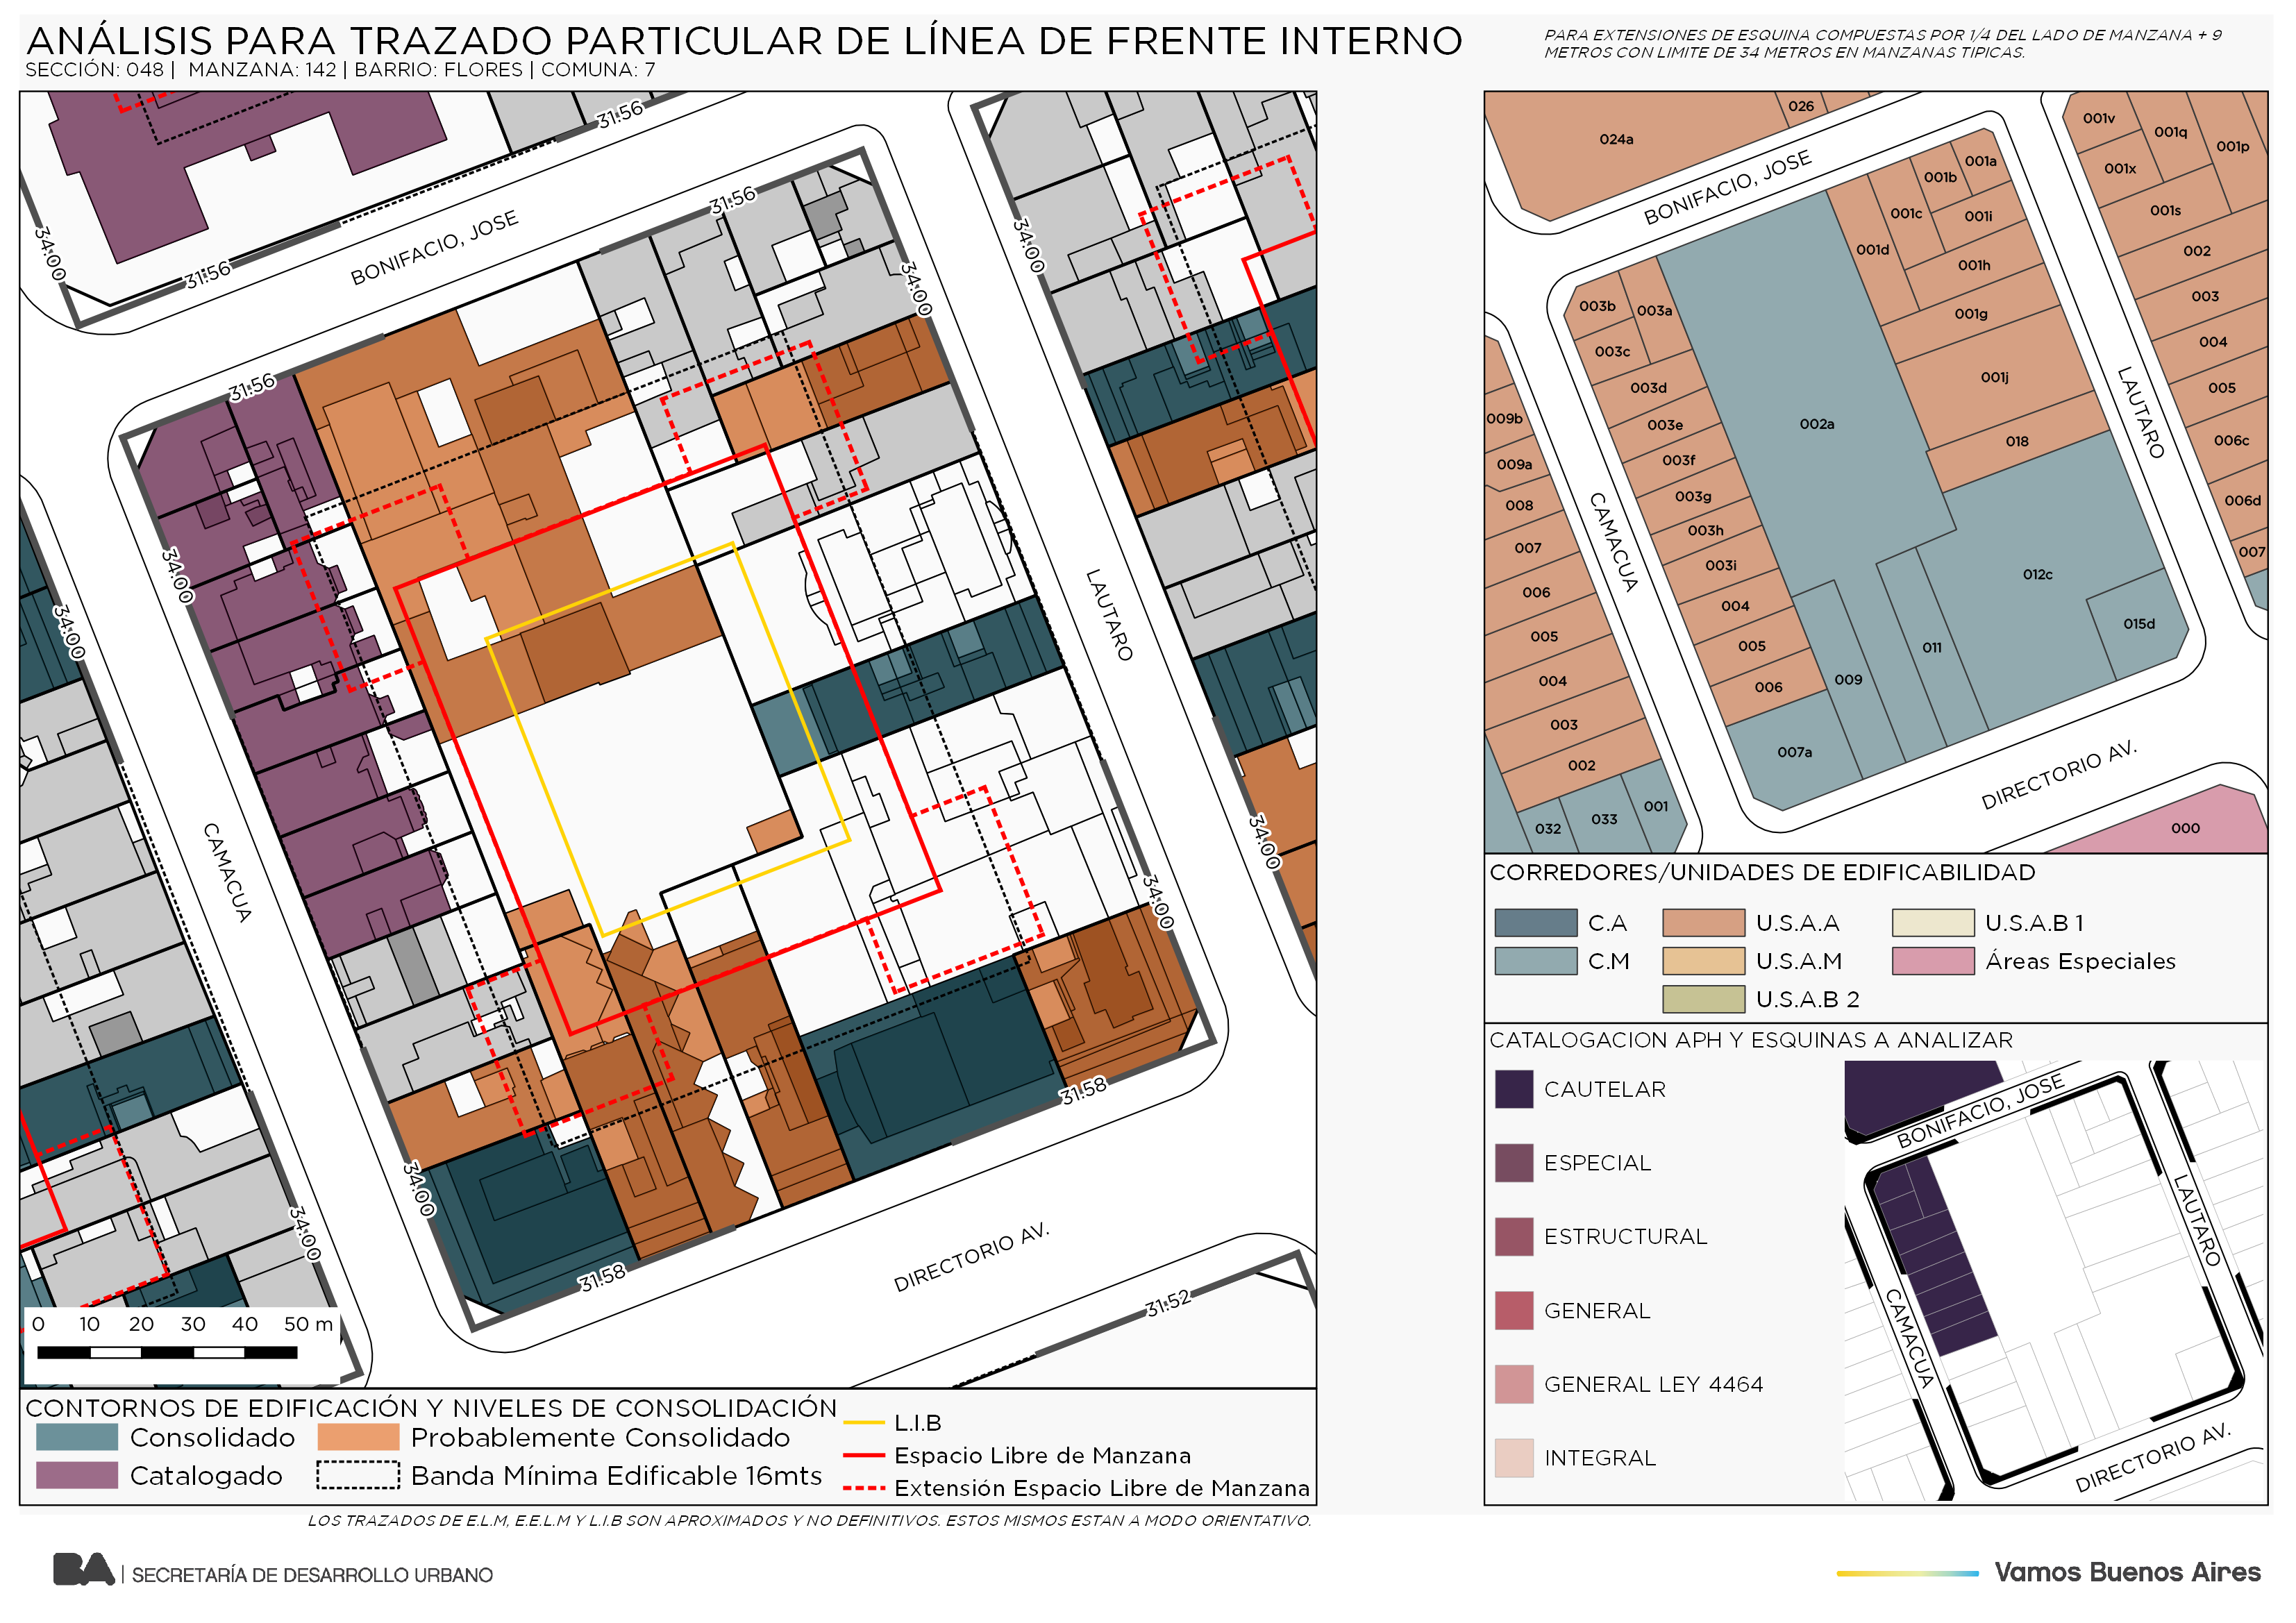 ANÁLISIS PARA TRAZADO PARTICULAR DE LÍNEA DE FRENTE INTERNO
SECCIÓN: 048 | MANZANA: 142 | BARRIO: FLORES | COMUNA: 7
PARA EXTENSIONES DE ESQUINA COMPUESTAS POR 1/4 DEL LADO DE MANZANA + 9
METROS CON LIMITE DE 34 METROS EN MANZANAS TIPICAS.
31.56
34.00
31.56
BONIFACIO, JOSE
31.56
34.00
34.00
31.56
34.00
34.00
LAUTARO
CAMACUA
34.00
34.00
34.00
34.00
31.58
31.58
DIRECTORIO AV.
31.52
0 10 20 30 40 50 m
CONTORNOS DE EDIFICACIÓN Y NIVELES DE CONSOLIDACIÓN
Consolidado
Probablemente Consolidado
Catalogado
Banda Mínima Edificable 16mts
L.I.B
Espacio Libre de Manzana
Extensión Espacio Libre de Manzana
LOS TRAZADOS DE E.L.M, E.E.L.M Y L.I.B SON APROXIMADOS Y NO DEFINITIVOS. ESTOS MISMOS ESTAN A MODO ORIENTATIVO.
024a
026
001v
001q
001p
001x
001s
002
003
004
005
006c
006d
007
BONIFACIO, JOSE
001a
001b
001c
001i
001d
001h
001g
001j
018
002a
003b
003a
003c
003d
003e
003f
003g
003h
003i
004
005
006
007a
009
011
012c
015d
009b
009a
008
007
006
005
004
003
002
001
033
032
000
CAMACUA
LAUTARO
DIRECTORIO AV.
CORREDORES/UNIDADES DE EDIFICABILIDAD
C.A
U.S.A.A
U.S.A.B 1
C.M
U.S.A.M
Áreas Especiales
U.S.A.B 2
CATALOGACION APH Y ESQUINAS A ANALIZAR
CAUTELAR
ESPECIAL
ESTRUCTURAL
GENERAL
GENERAL LEY 4464
INTEGRAL
BONIFACIO, JOSE
LAUTARO
CAMACUA
DIRECTORIO AV.
BA | SECRETARÍA DE DESARROLLO URBANO
Vamos Buenos Aires